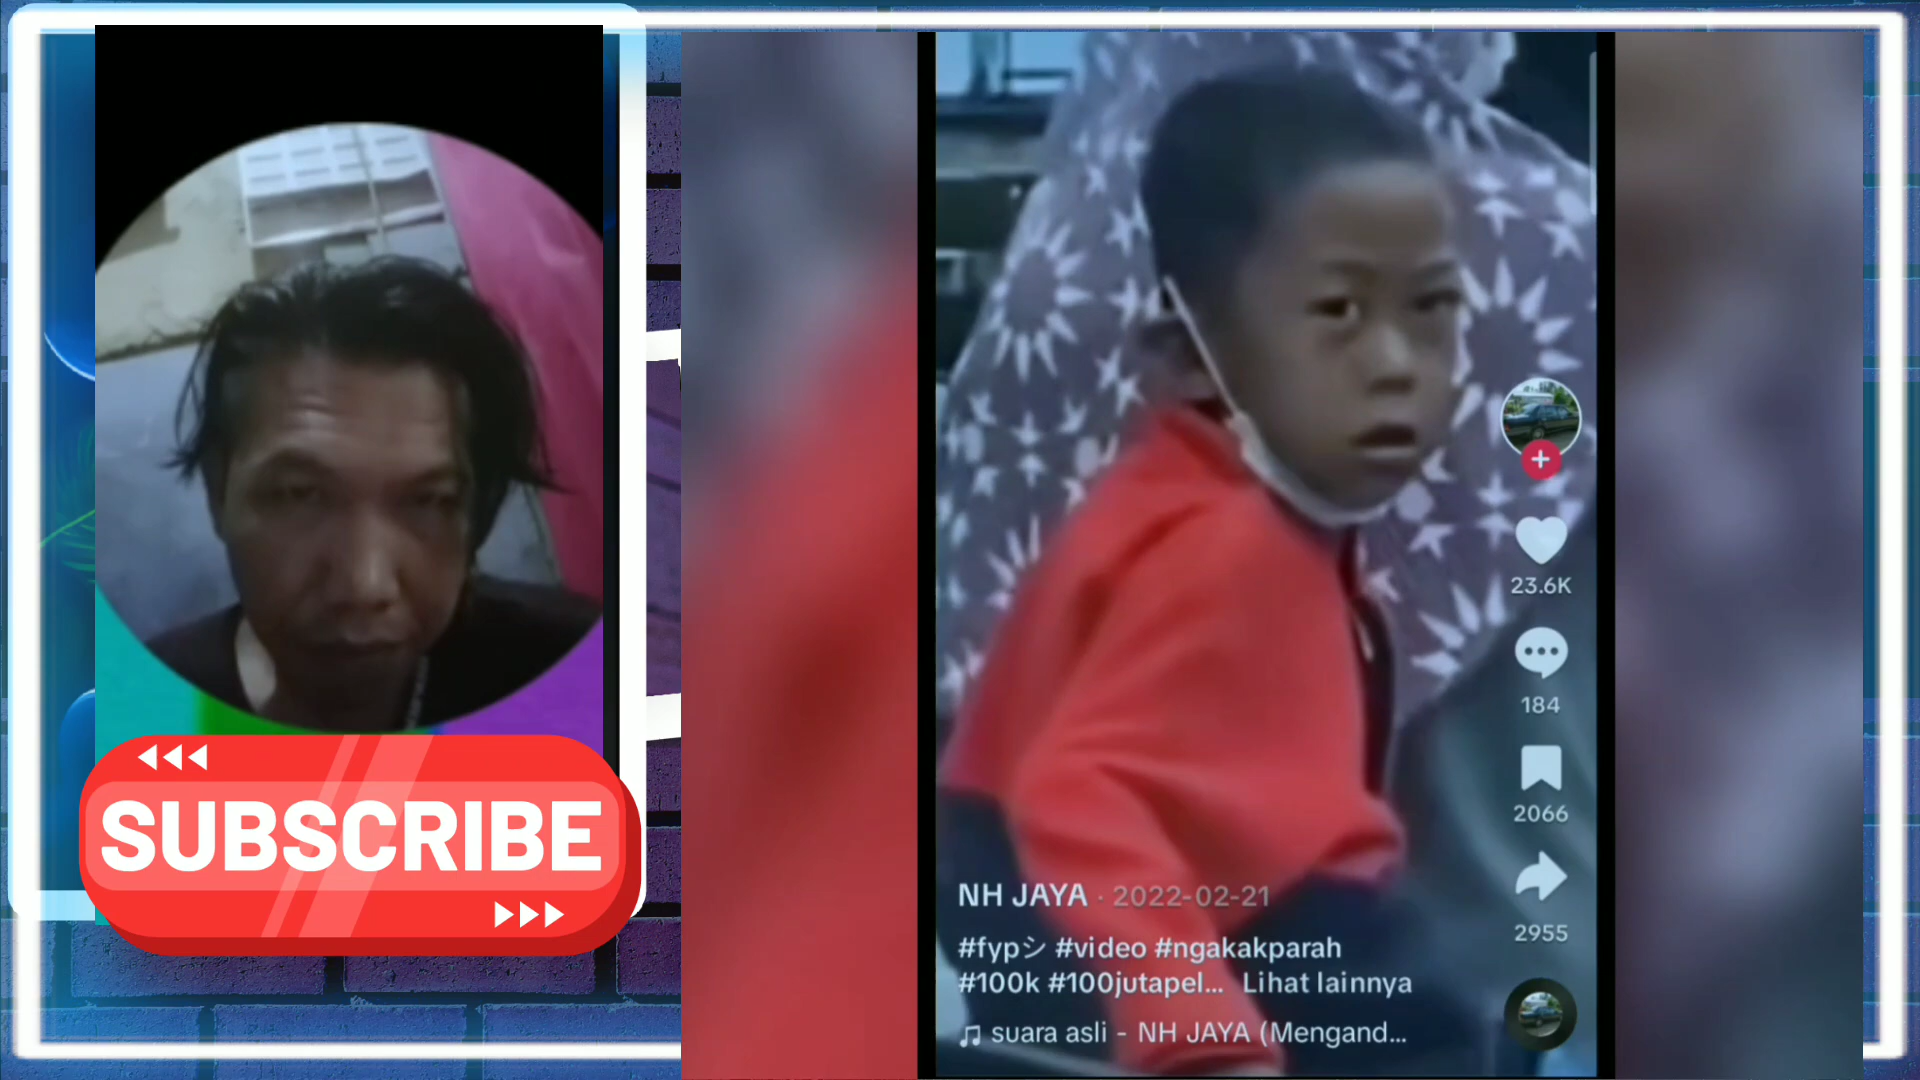 SUBSCRIBE
23.6K
184
2066
2955
NH JAYA · 2022-02-21
#fypシ #video #ngakakparah
#100k #100jutapel... Lihat lainnya
suara asli - NH JAYA (Mengand...